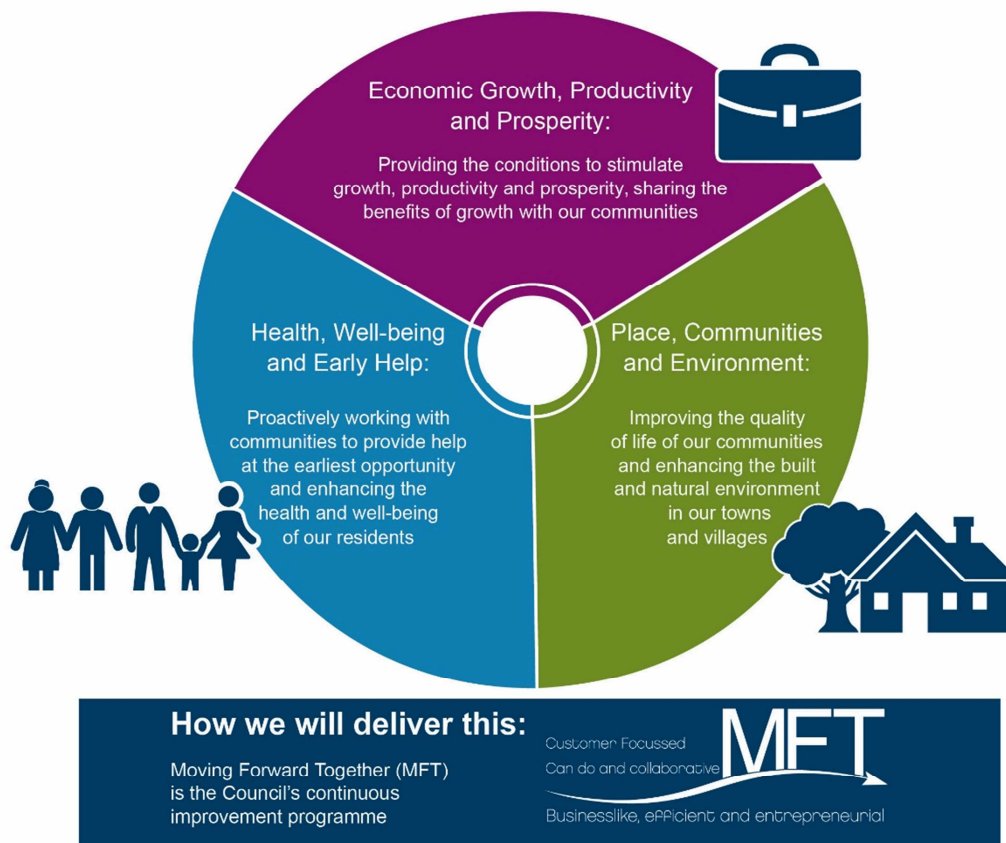 Economic Growth, Productivity
and Prosperity:
Providing the conditions to stimulate
growth, productivity and prosperity, sharing the
benefits of growth with our communities
Health, Well-being
and Early Help:
Proactively working with
communities to provide help
at the earliest opportunity
and enhancing the
health and well-being
of our residents
Place, Communities
and Environment:
Improving the quality
of life of our communities
and enhancing the built
and natural environment
in our towns
and villages
How we will deliver this:
Moving Forward Together (MFT)
is the Council's continuous
improvement programme
Customer Focussed
Can do and collaborative
MFT
Businesslike, efficient and entrepreneurial